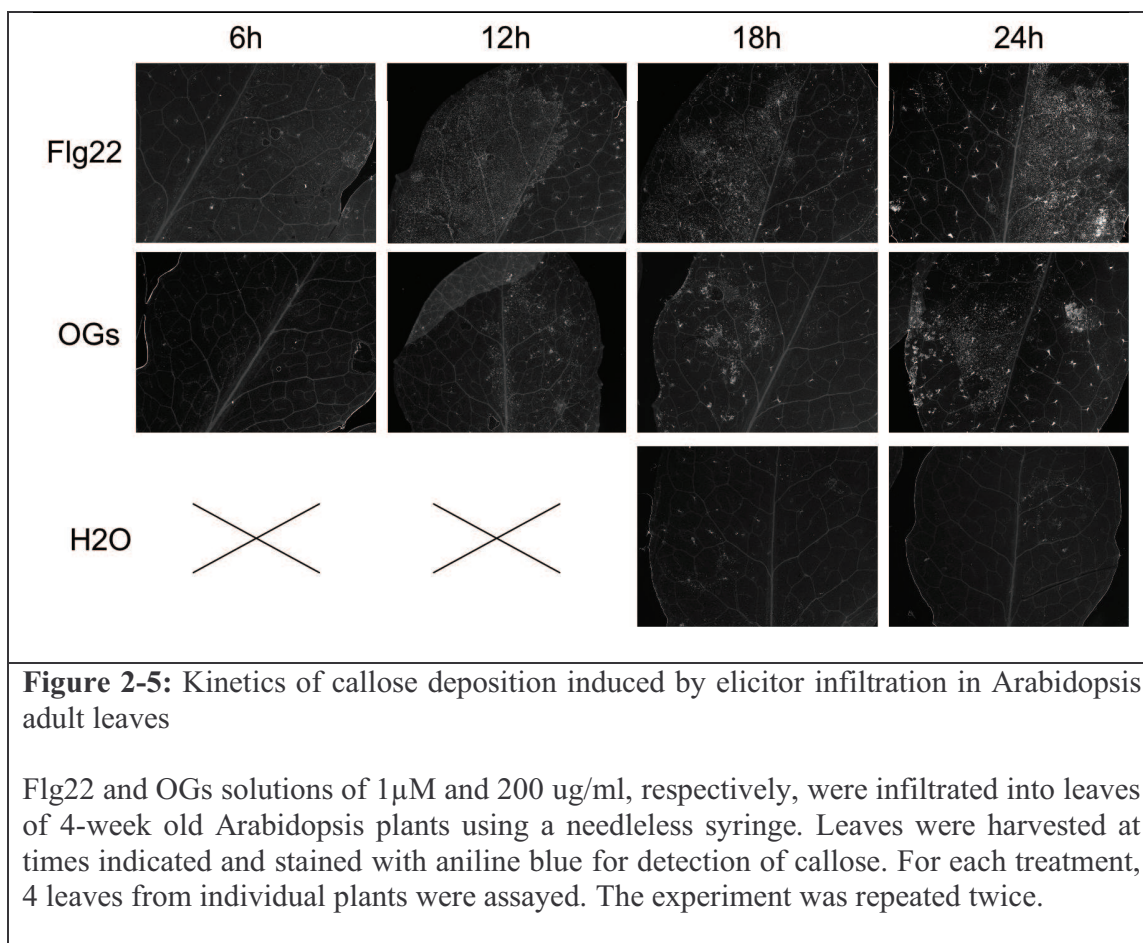 6h 12h 18h 24h
Flg22
OGs
H2O
Figure 2-5: Kinetics of callose deposition induced by elicitor infiltration in Arabidopsis
adult leaves
Flg22 and OGs solutions of 1µM and 200 ug/ml, respectively, were infiltrated into leaves
of 4-week old Arabidopsis plants using a needleless syringe. Leaves were harvested at
times indicated and stained with aniline blue for detection of callose. For each treatment,
4 leaves from individual plants were assayed. The experiment was repeated twice.